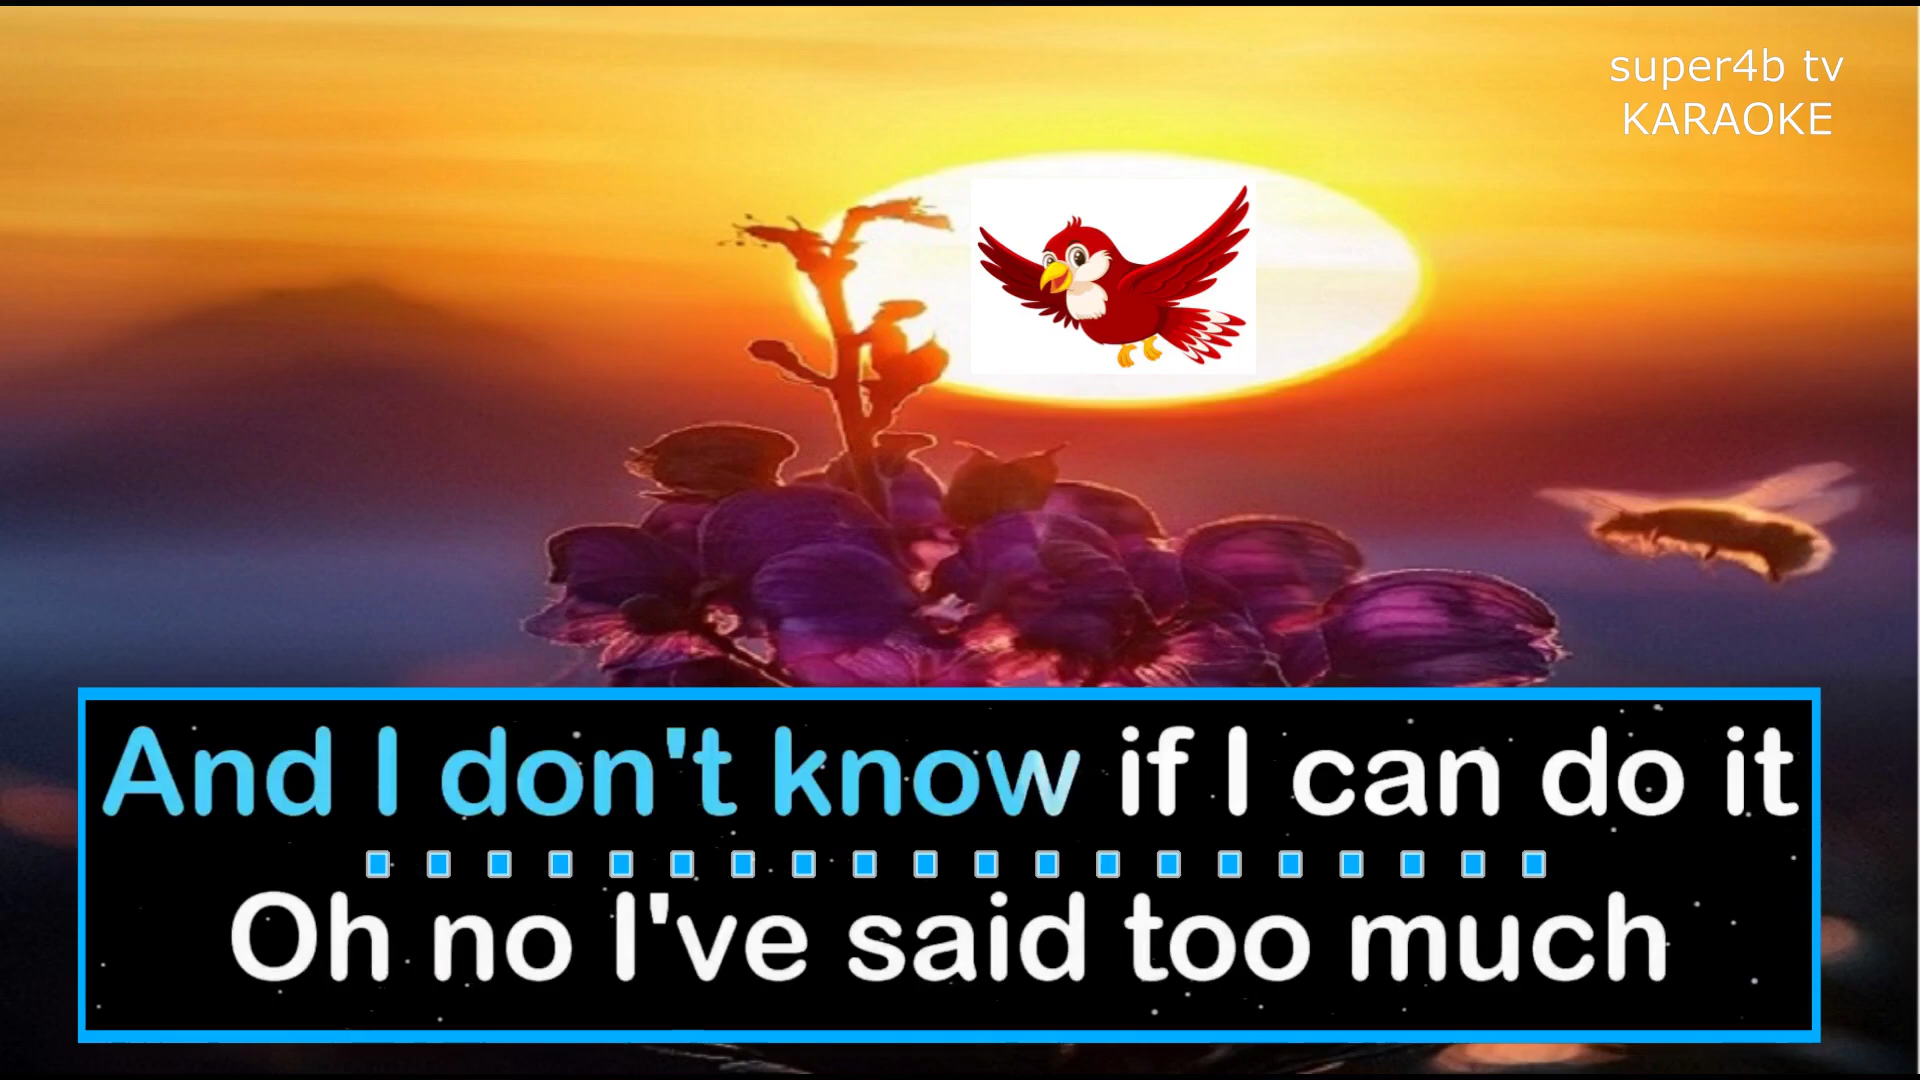 super4b tv
KARAOKE
And I don't know if I can do it
Oh no I've said too much